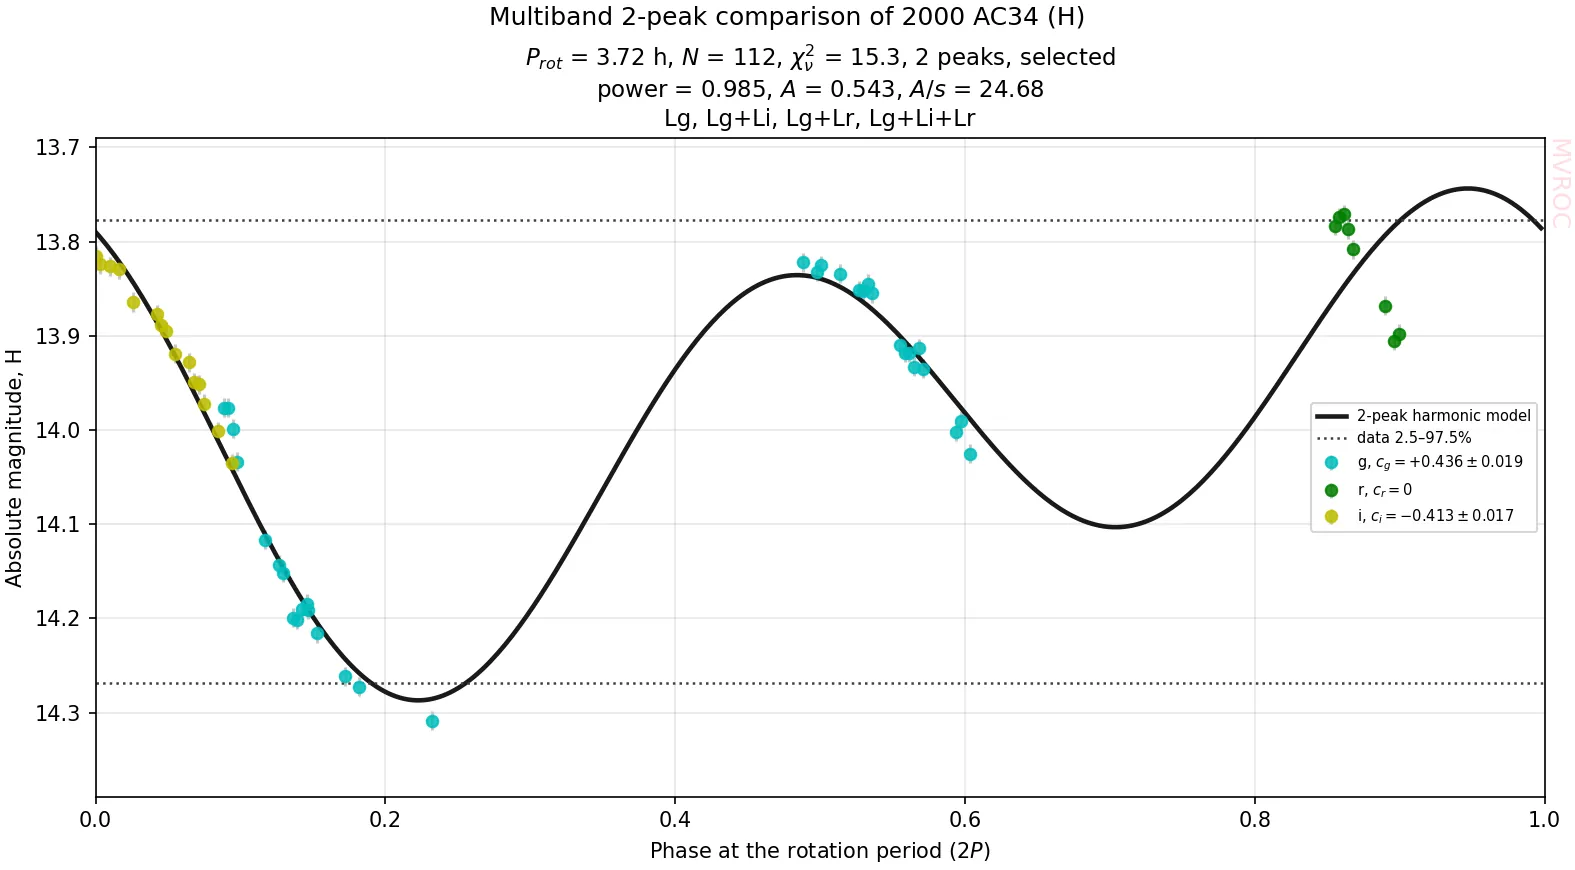 Multiband 2-peak comparison of 2000 AC34 (H)
P_rot = 3.72 h, N = 112, χ²_ν = 15.3, 2 peaks, selected
power = 0.985, A = 0.543, A/s = 24.68
Lg, Lg+Li, Lg+Lr, Lg+Li+Lr
MVROC
13.7
13.8
13.9
14.0
14.1
14.2
14.3
Absolute magnitude, H
2-peak harmonic model
data 2.5–97.5%
g, c_g = +0.436 ± 0.019
r, c_r = 0
i, c_i = −0.413 ± 0.017
0.0 0.2 0.4 0.6 0.8 1.0
Phase at the rotation period (2P)